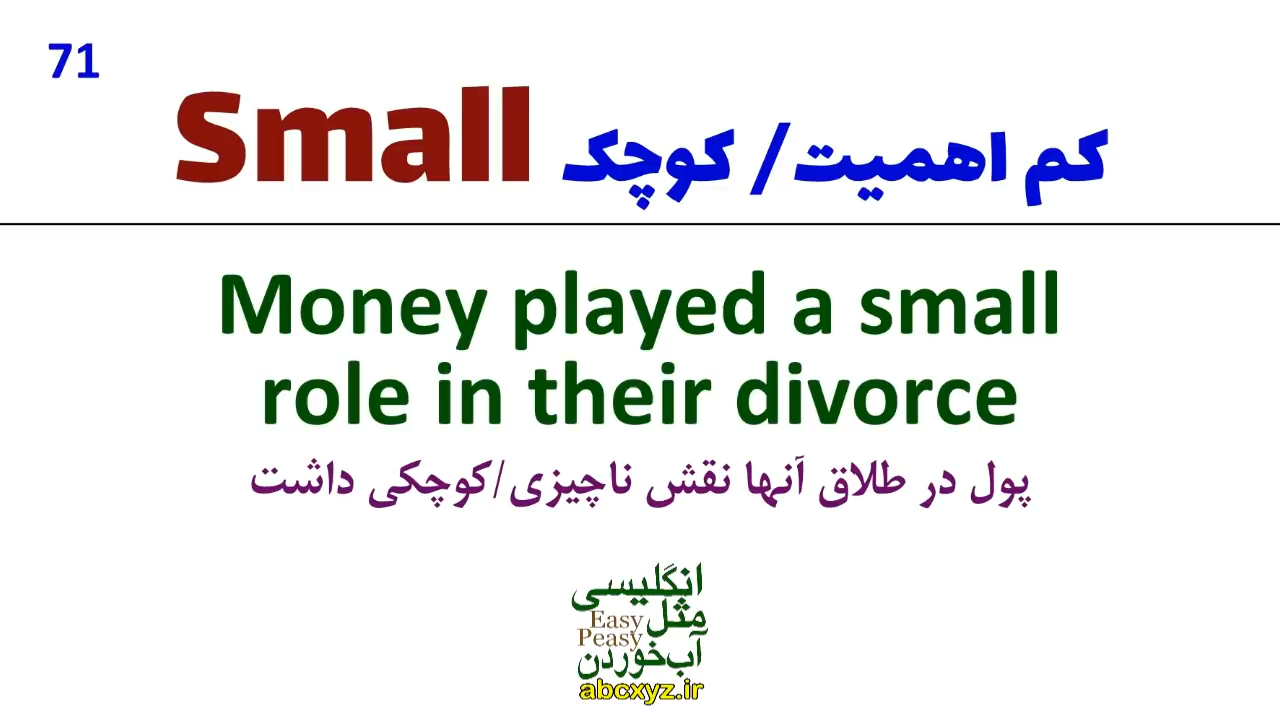 71
Small کم اهمیت/ کوچک
Money played a small
role in their divorce
پول در طلاق آنها نقش ناچیزی/کوچکی داشت
انگلیسی
مثل Easy
Peasy
آب‌خوردن
abcxyz.ir